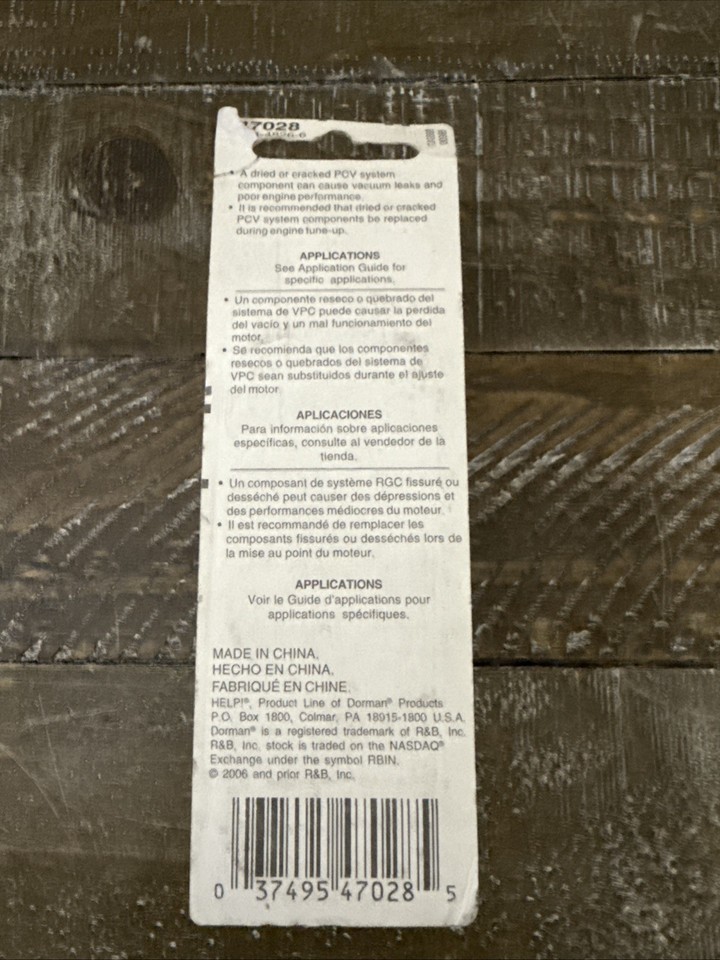 47028
• A dried or cracked PCV system
component can cause vacuum leaks and
poor engine performance.
• It is recommended that dried or cracked
PCV system components be replaced
during engine tune-up.
APPLICATIONS
See Application Guide for
specific applications.
• Un componente reseco o quebrado del
sistema de VPC puede causar la perdida
del vacío y un mal funcionamiento del
motor.
• Se recomienda que los componentes
resecos o quebrados del sistema de
VPC sean substituidos durante el ajuste
del motor.
APLICACIONES
Para información sobre aplicaciones
específicas, consulte al vendedor de la
tienda.
• Un composant de système RGC fissuré ou
desséché peut causer des dépressions et
des performances médiocres du moteur.
• Il est recommandé de remplacer les
composants fissurés ou desséchés lors de
la mise au point du moteur.
APPLICATIONS
Voir le Guide d'applications pour
applications spécifiques.
MADE IN CHINA.
HECHO EN CHINA.
FABRIQUÉ EN CHINE.
HELP!®, Product Line of Dorman® Products
P.O. Box 1800, Colmar, PA 18915-1800 U.S.A.
Dorman® is a registered trademark of R&B, Inc.
R&B, Inc. stock is traded on the NASDAQ®
Exchange under the symbol RBIN.
© 2006 and prior R&B, Inc.
0 37495 47028 5